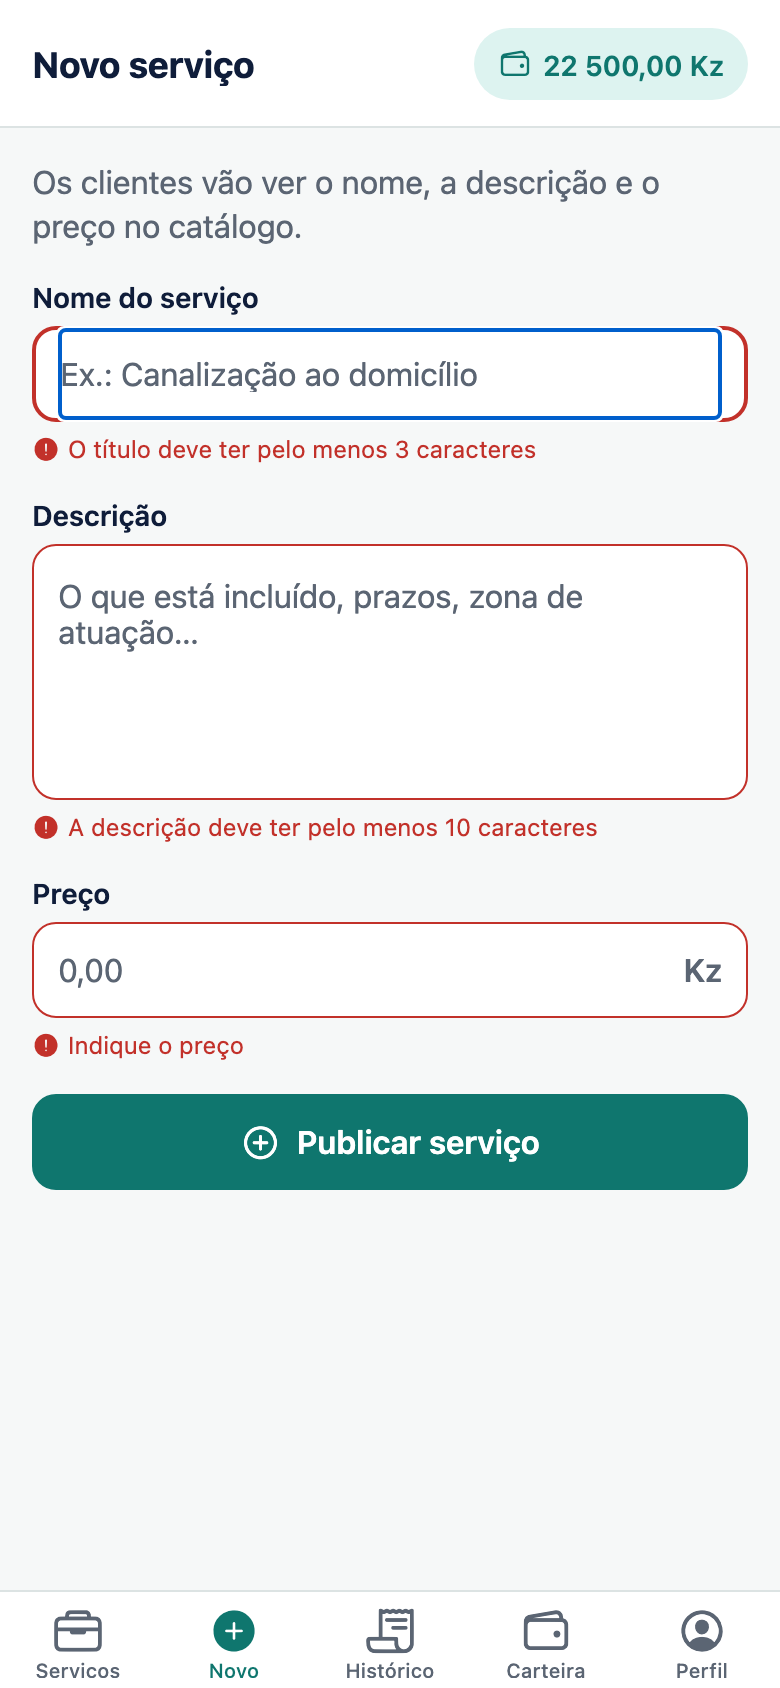 Novo serviço
22 500,00 Kz
Os clientes vão ver o nome, a descrição e o
preço no catálogo.
Nome do serviço
Ex.: Canalização ao domicílio
! O título deve ter pelo menos 3 caracteres
Descrição
O que está incluído, prazos, zona de
atuação...
! A descrição deve ter pelo menos 10 caracteres
Preço
0,00 Kz
! Indique o preço
Publicar serviço
Servicos
Novo
Histórico
Carteira
Perfil